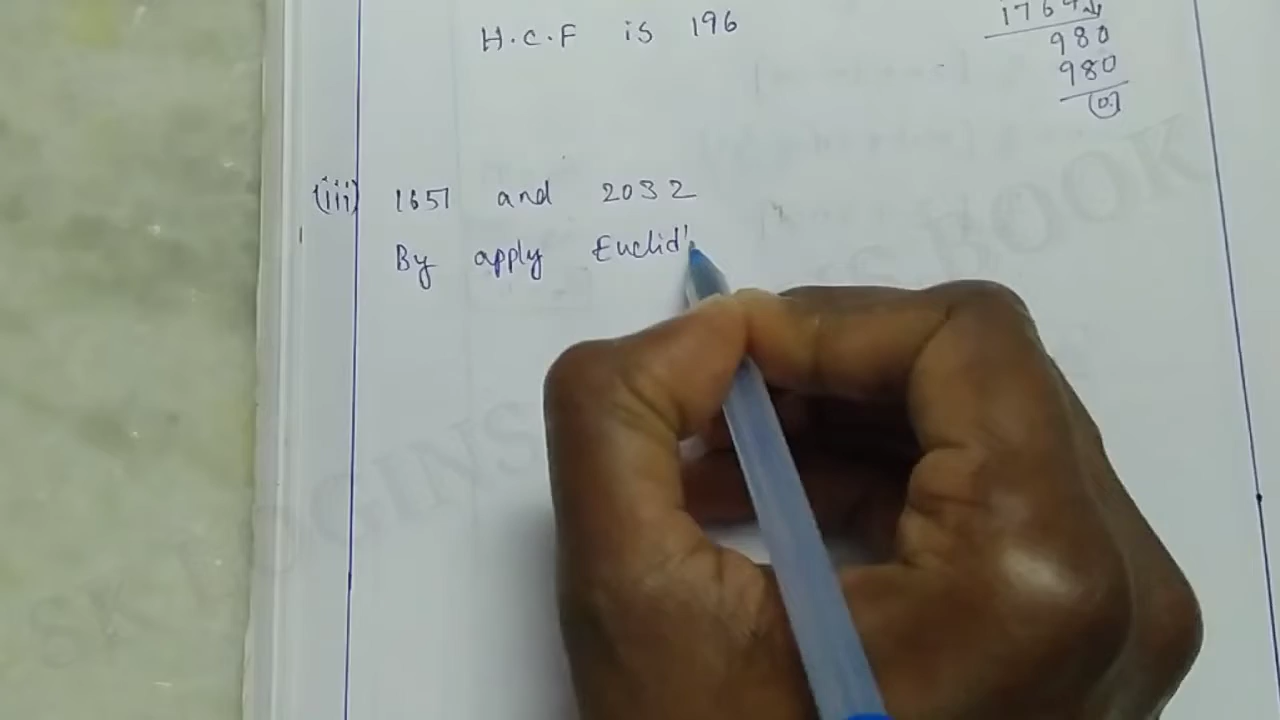 H.C.F is 196
1764
980
980
(0)
(iii) 1651 and 2032
By apply Euclid'